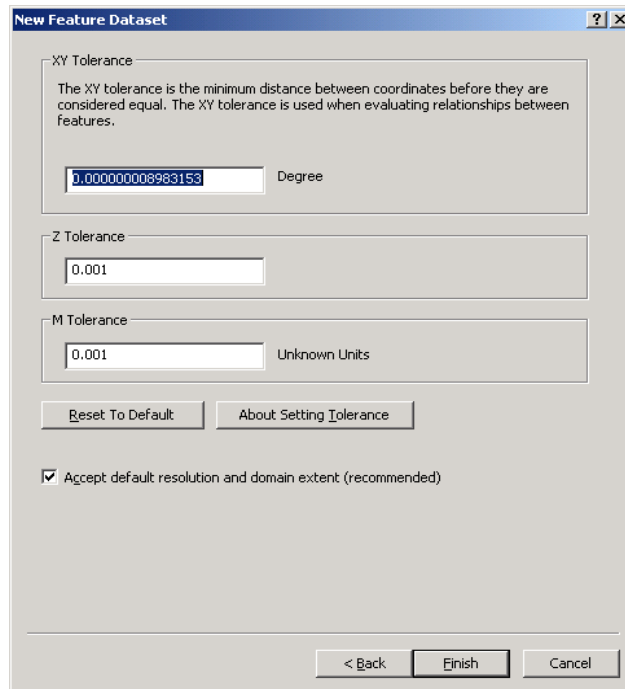 New Feature Dataset
XY Tolerance
The XY tolerance is the minimum distance between coordinates before they are
considered equal. The XY tolerance is used when evaluating relationships between
features.
0.000000008983153 Degree
Z Tolerance
0.001
M Tolerance
0.001 Unknown Units
Reset To Default About Setting Tolerance
Accept default resolution and domain extent (recommended)
< Back Finish Cancel